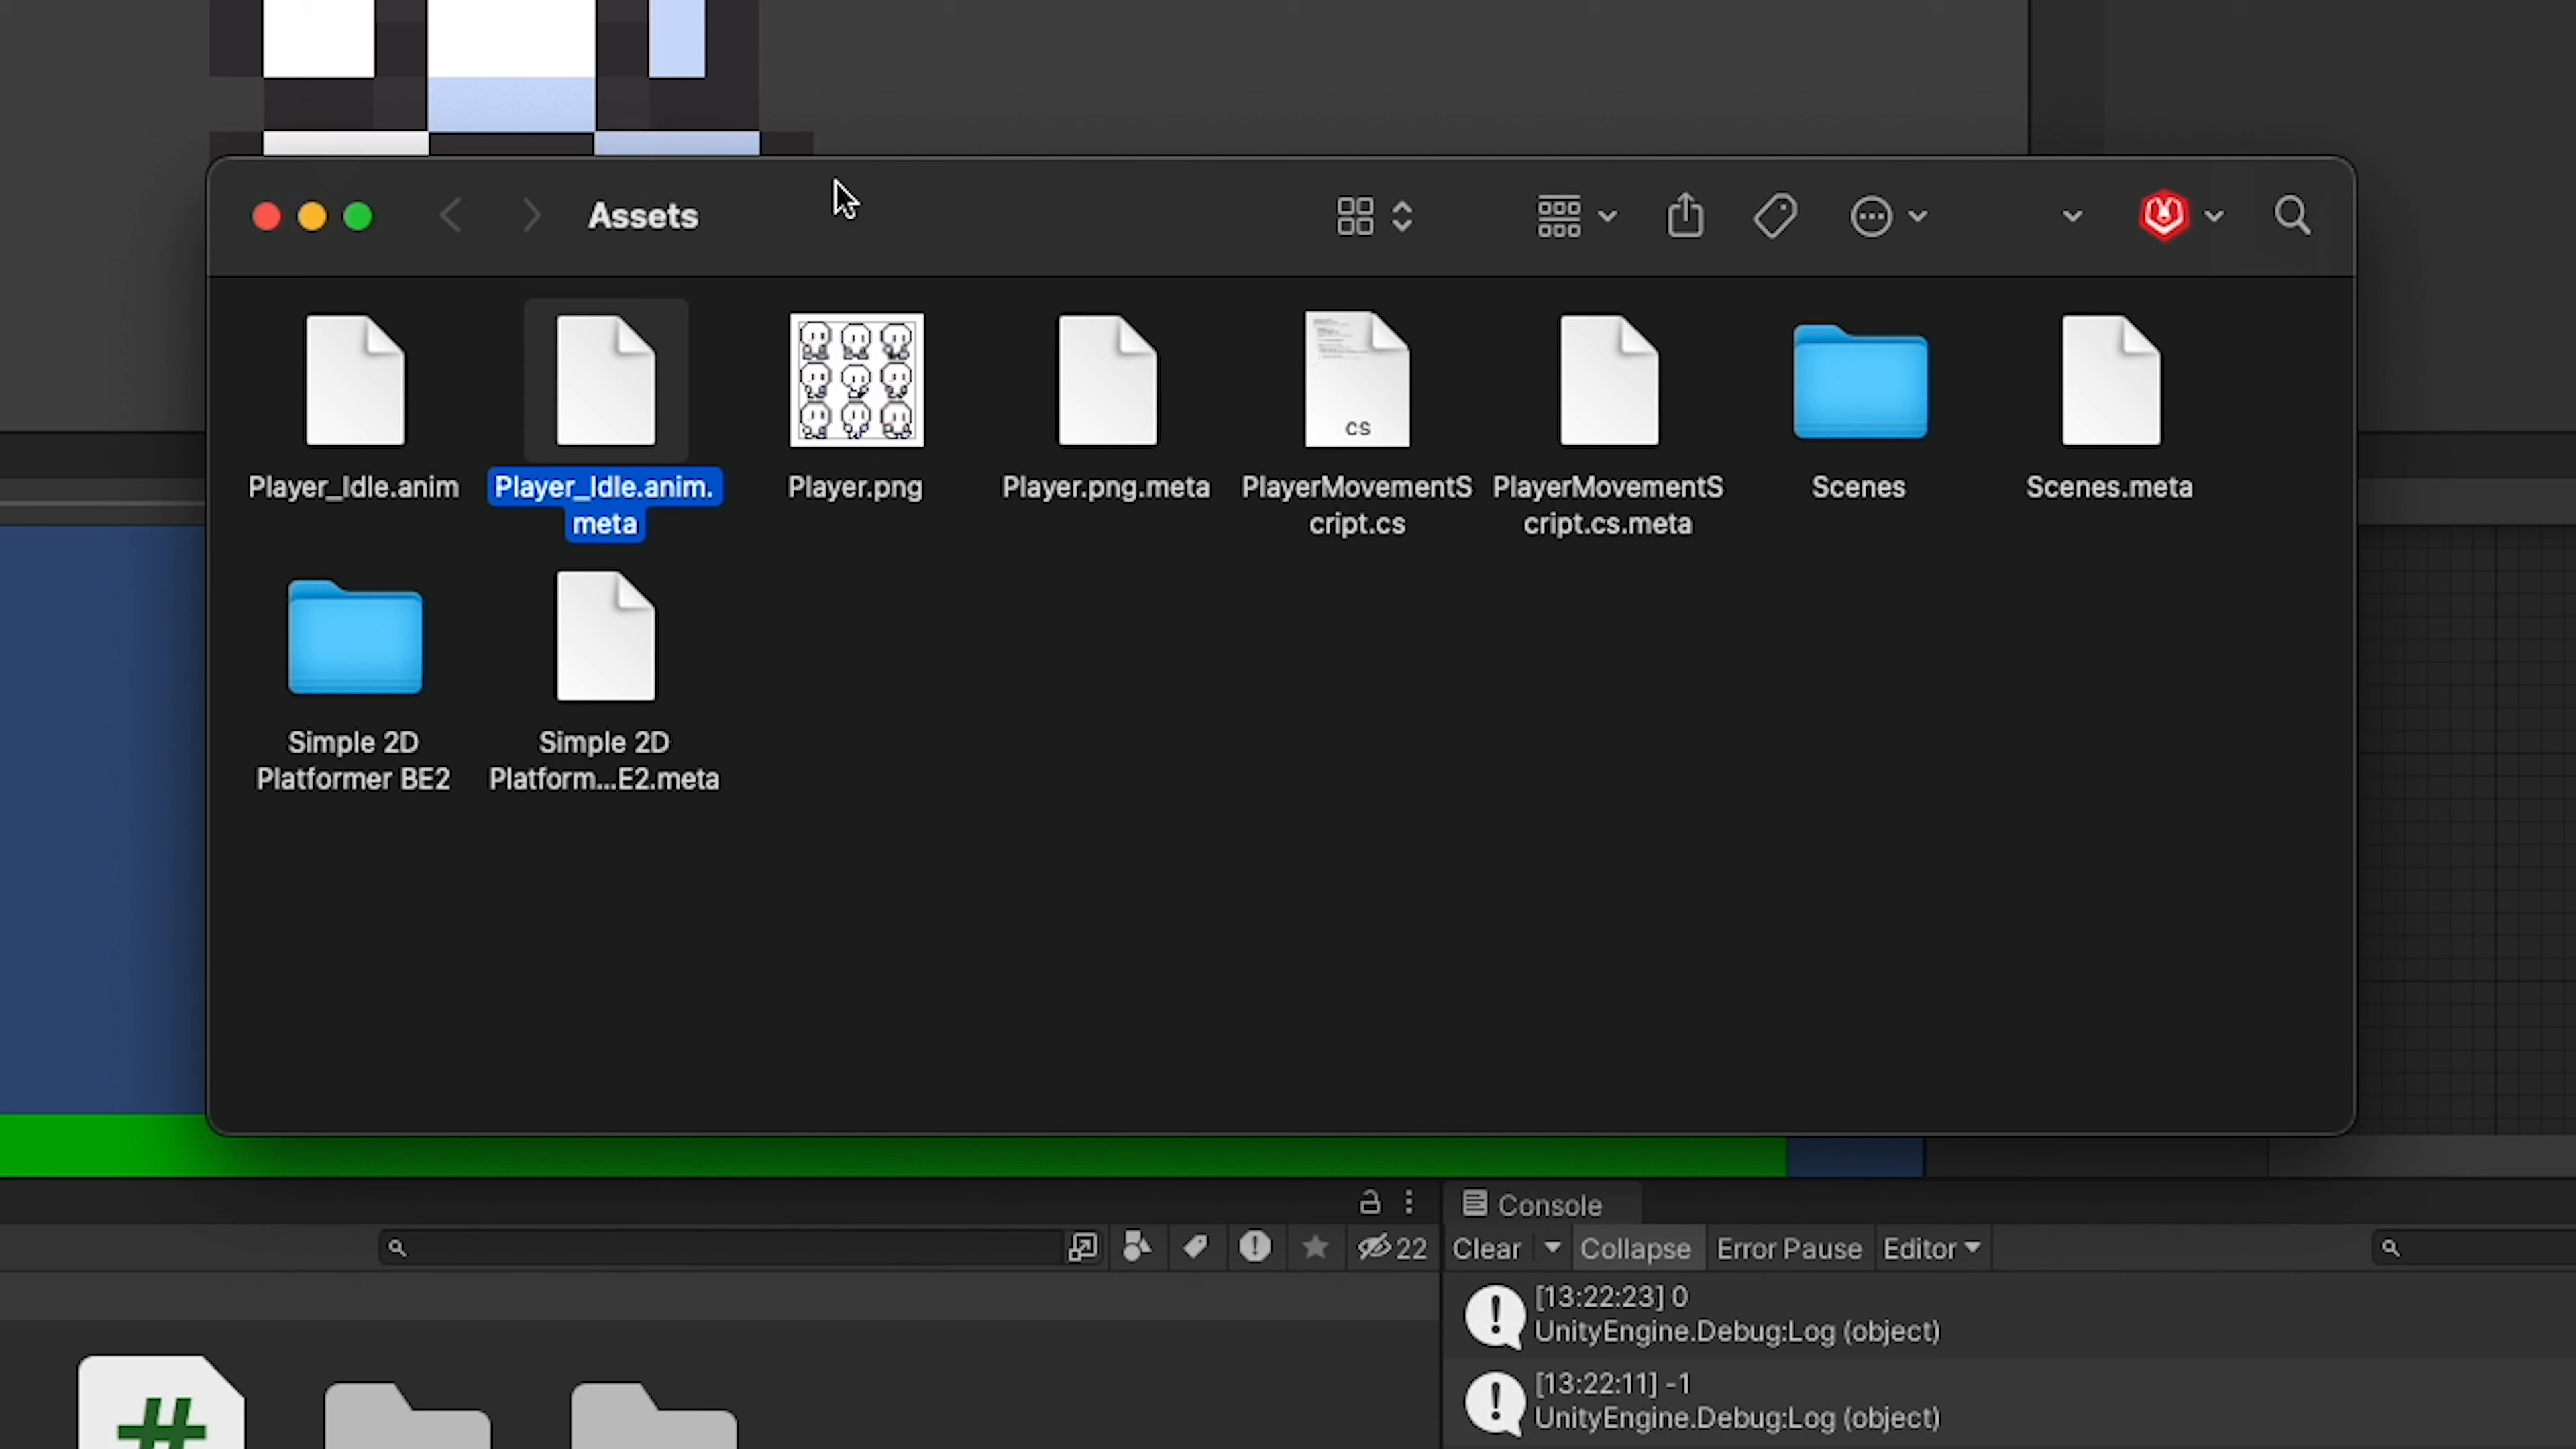 Assets
Player_Idle.anim
Player_Idle.anim.
meta
Player.png
Player.png.meta
PlayerMovementS
cript.cs
PlayerMovementS
cript.cs.meta
Scenes
Scenes.meta
CS
Simple 2D
Platformer BE2
Simple 2D
Platform...E2.meta
Console
22
Clear
Collapse
Error Pause
Editor
[13:22:23] 0
UnityEngine.Debug:Log (object)
[13:22:11] -1
UnityEngine.Debug:Log (object)
#